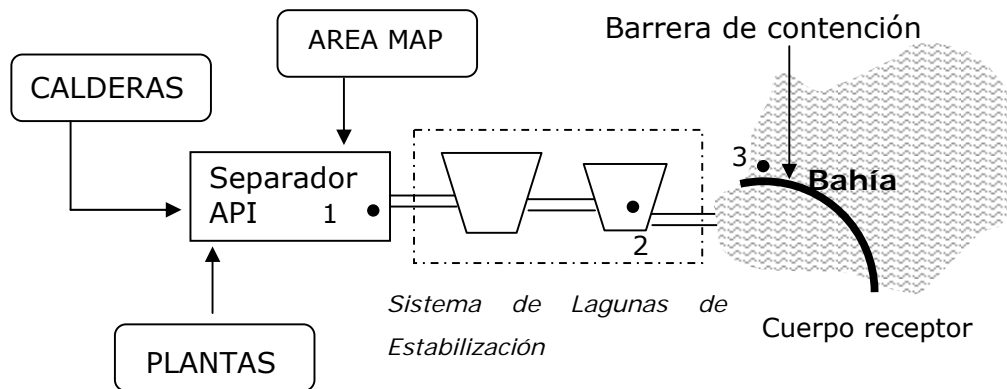 AREA MAP
Barrera de contención
CALDERAS
Separador
API 1
2
3
Bahía
Sistema de Lagunas de
Estabilización
PLANTAS
Cuerpo receptor